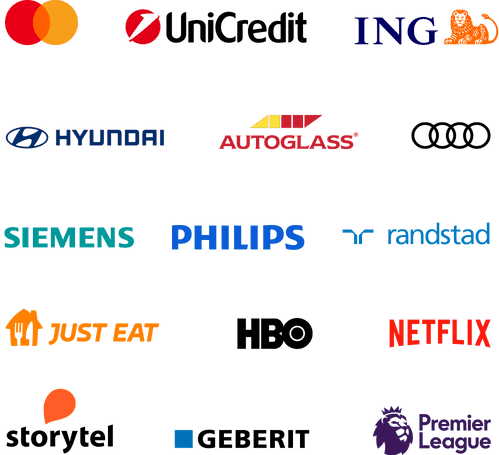 UniCredit
ING
HYUNDAI
AUTOGLASS®
SIEMENS
PHILIPS
randstad
JUST EAT
HBO
NETFLIX
storytel
GEBERIT
Premier
League